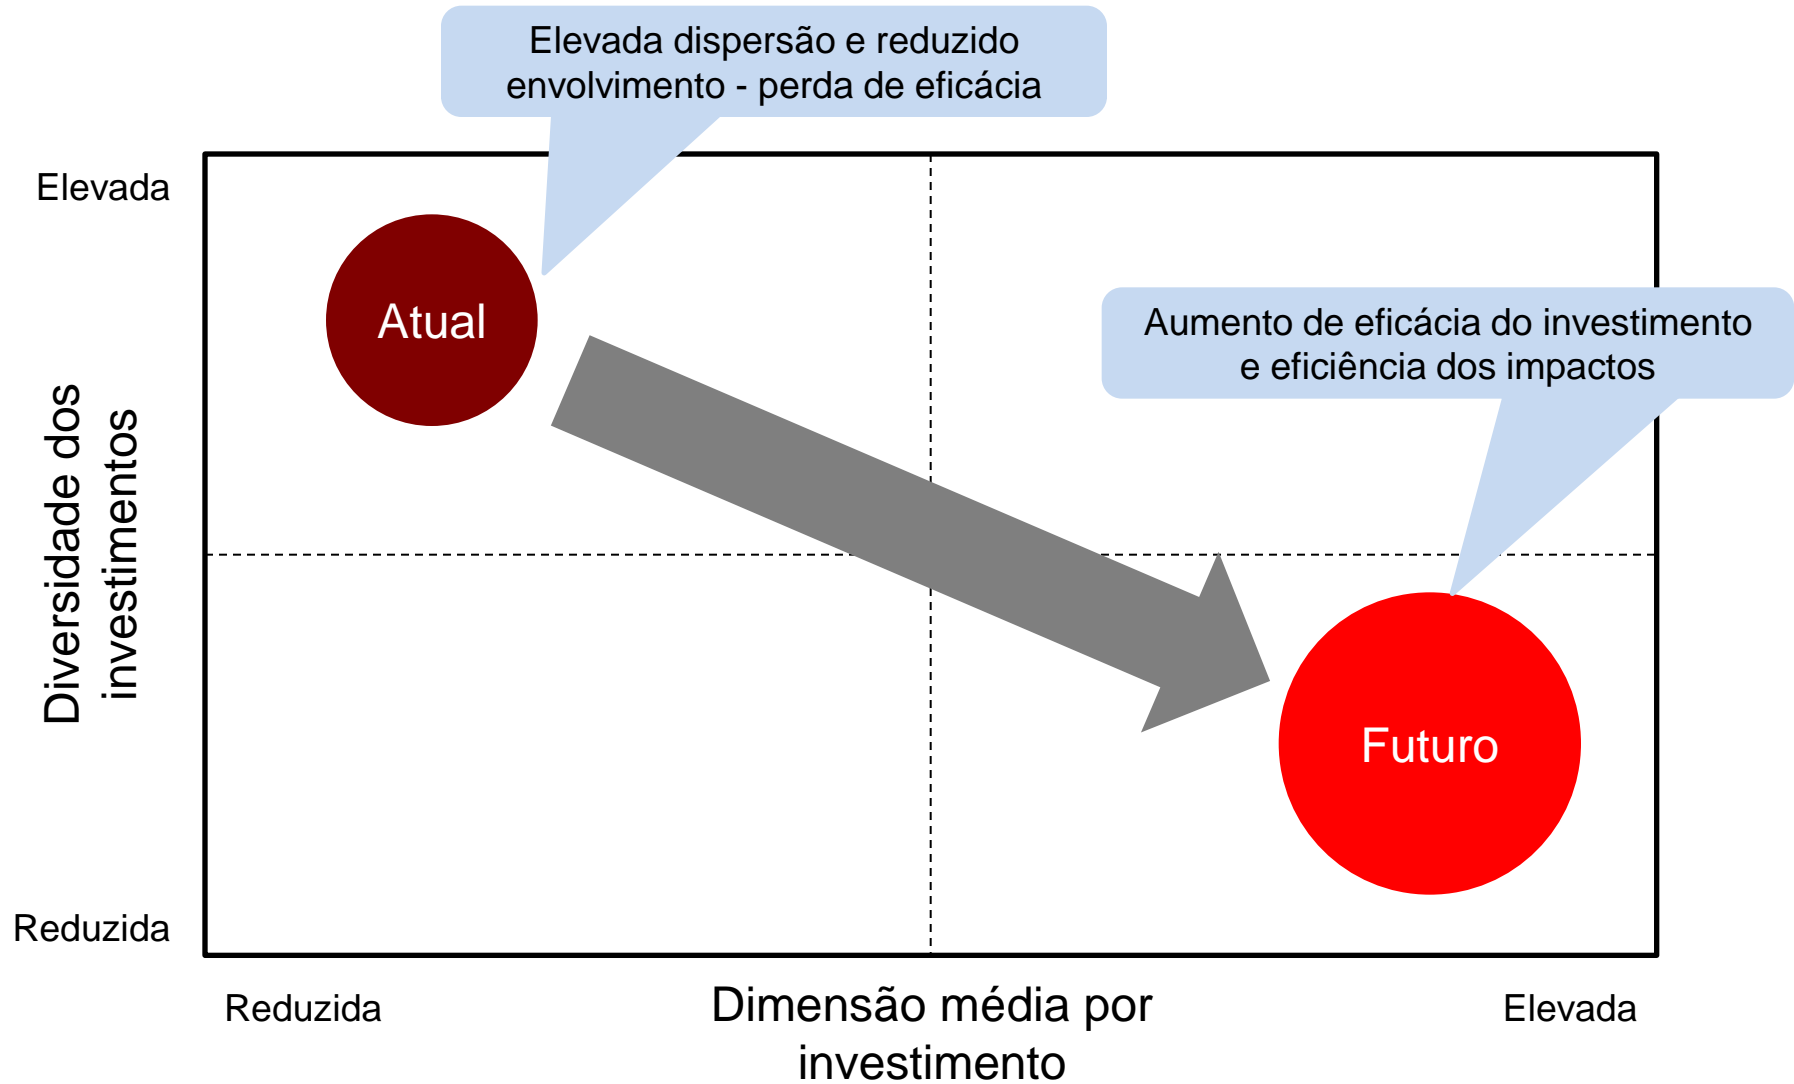 Elevada dispersão e reduzido
envolvimento - perda de eficácia
Elevada
Atual
Aumento de eficácia do investimento
e eficiência dos impactos
Diversidade dos
investimentos
Futuro
Reduzida
Reduzida
Dimensão média por
investimento
Elevada